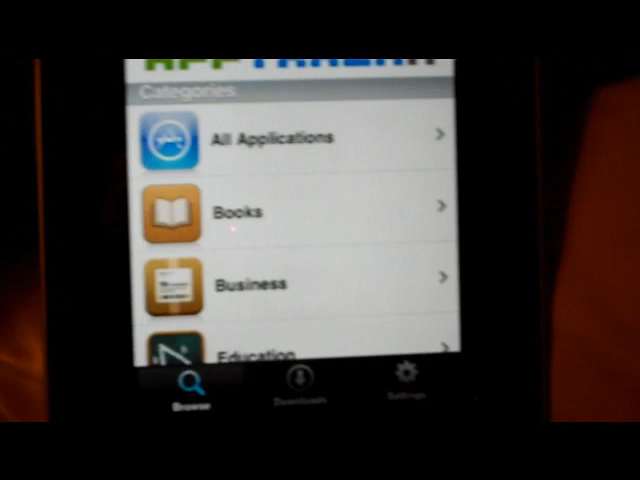 Categories
All Applications
Books
Business
Education
Browse
Downloads
Settings